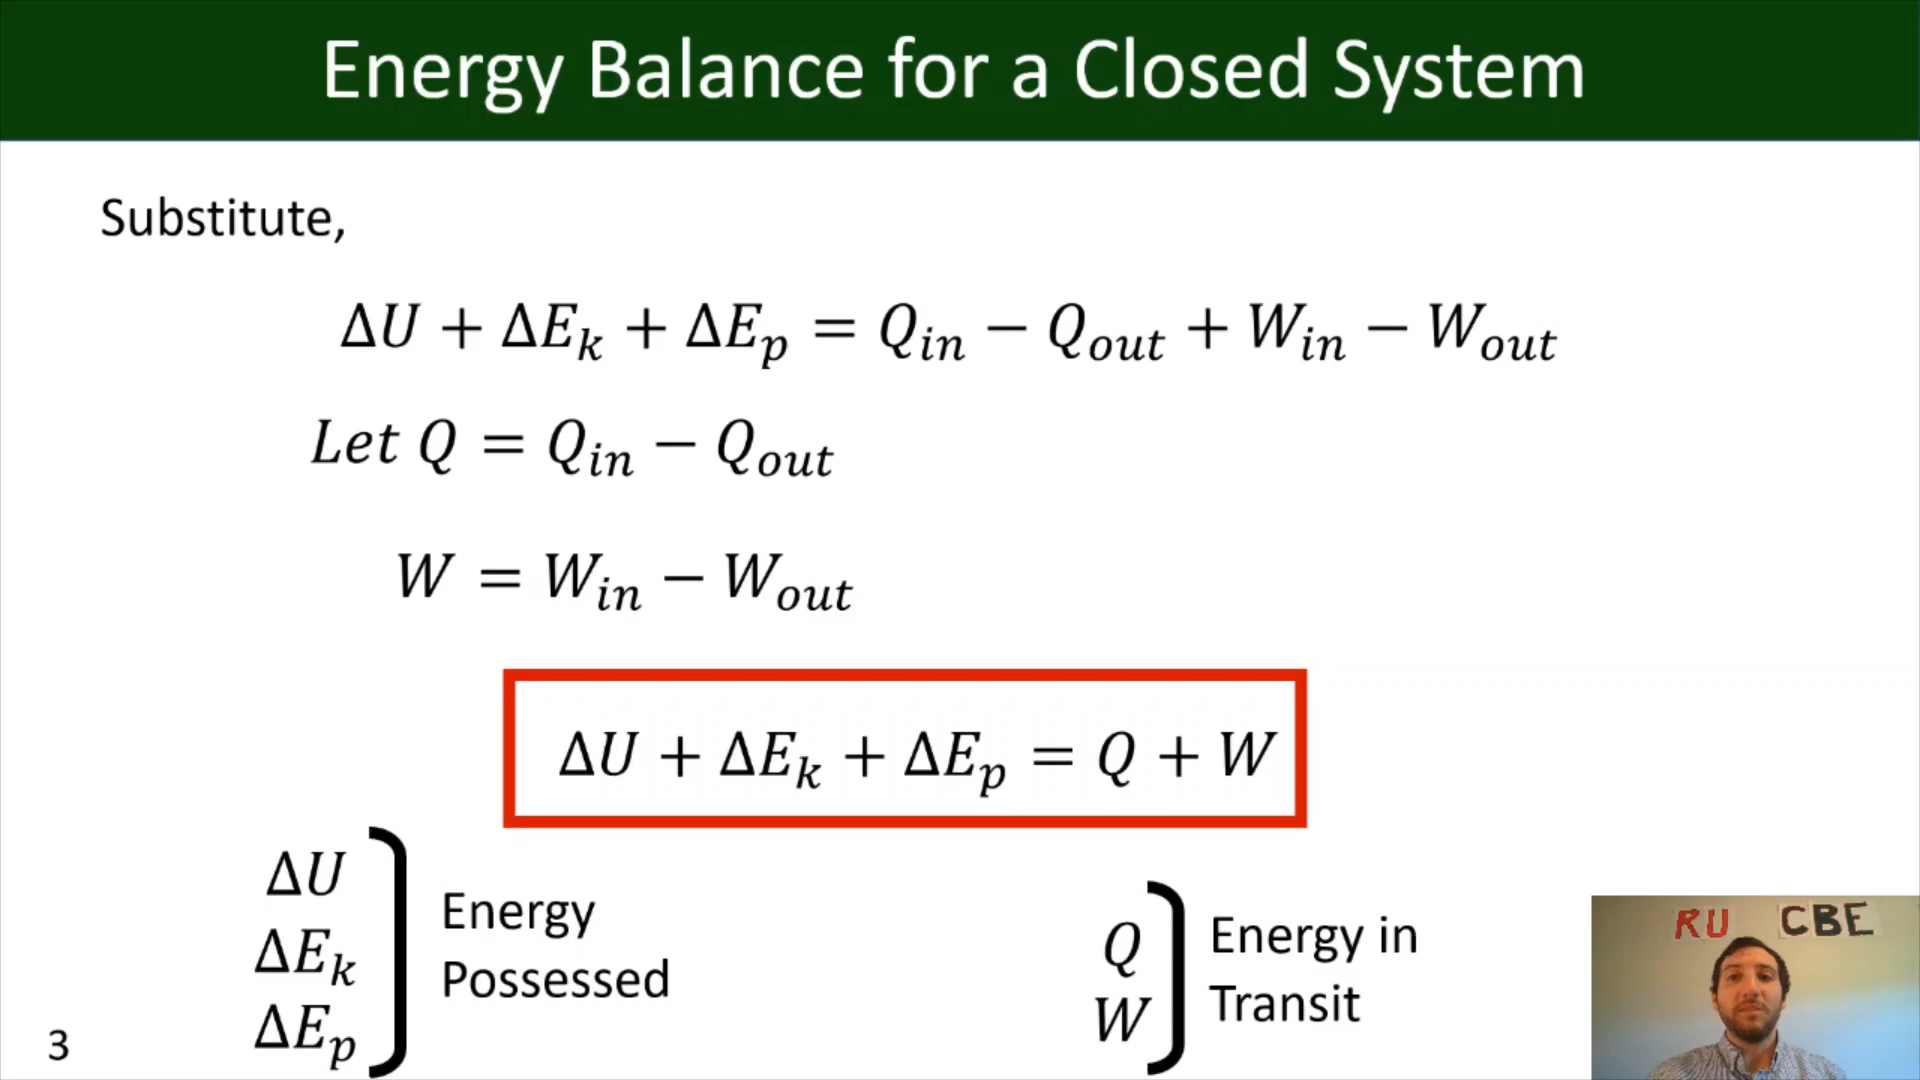 Energy Balance for a Closed System
Substitute,
ΔU + ΔE_k + ΔE_p = Q_in − Q_out + W_in − W_out
Let Q = Q_in − Q_out
W = W_in − W_out
ΔU + ΔE_k + ΔE_p = Q + W
ΔU
ΔE_k
ΔE_p
Energy
Possessed
Q
W
Energy in
Transit
RU CBE
3